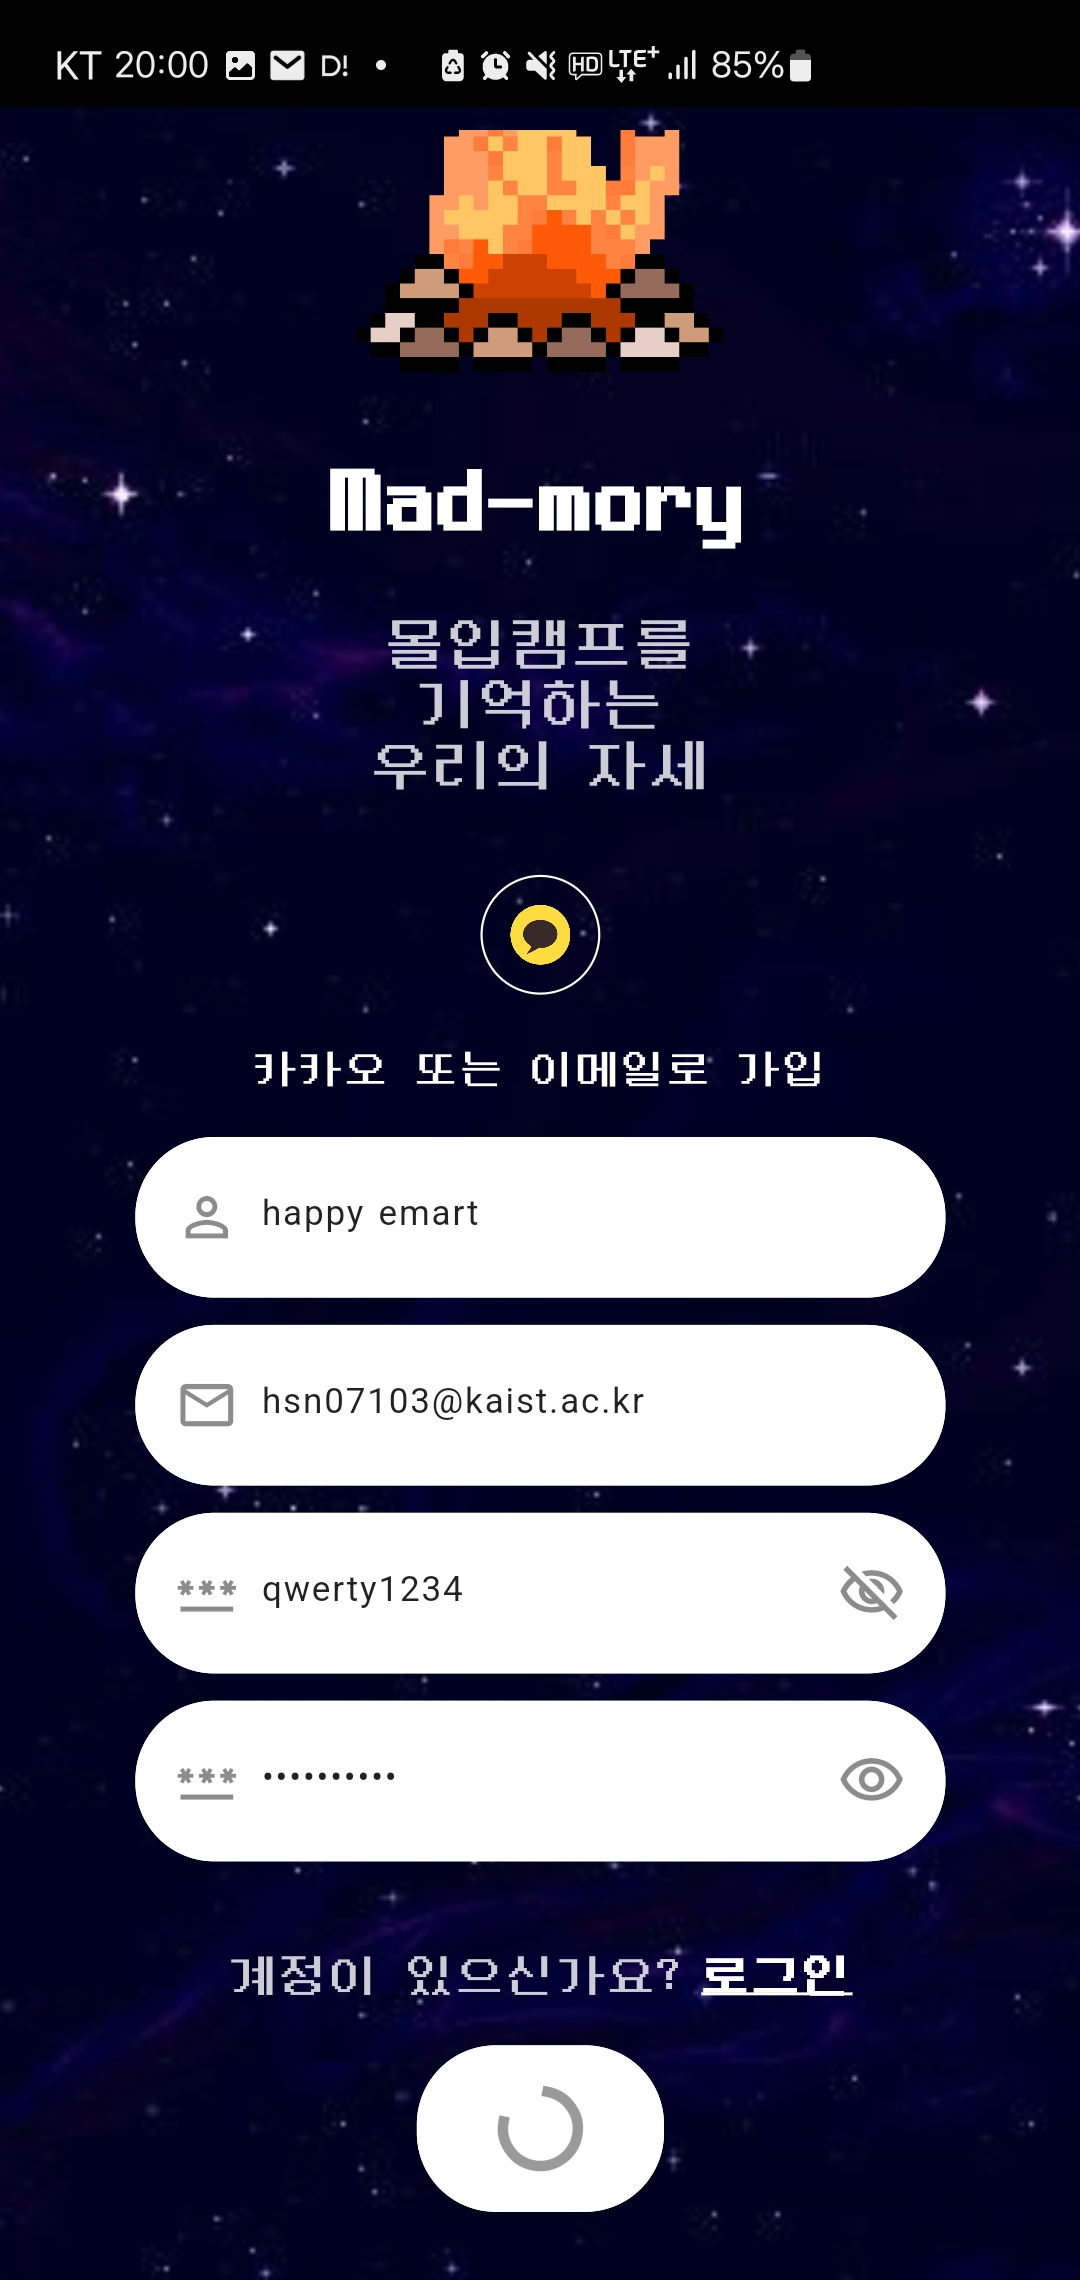 KT 20:00 D! HD LTE+ 85%
Mad-mory
몰입캠프를
기억하는
우리의 자세
카카오 또는 이메일로 가입
happy emart
hsn07103@kaist.ac.kr
*** qwerty1234
*** ••••••••••
계정이 있으신가요? 로그인